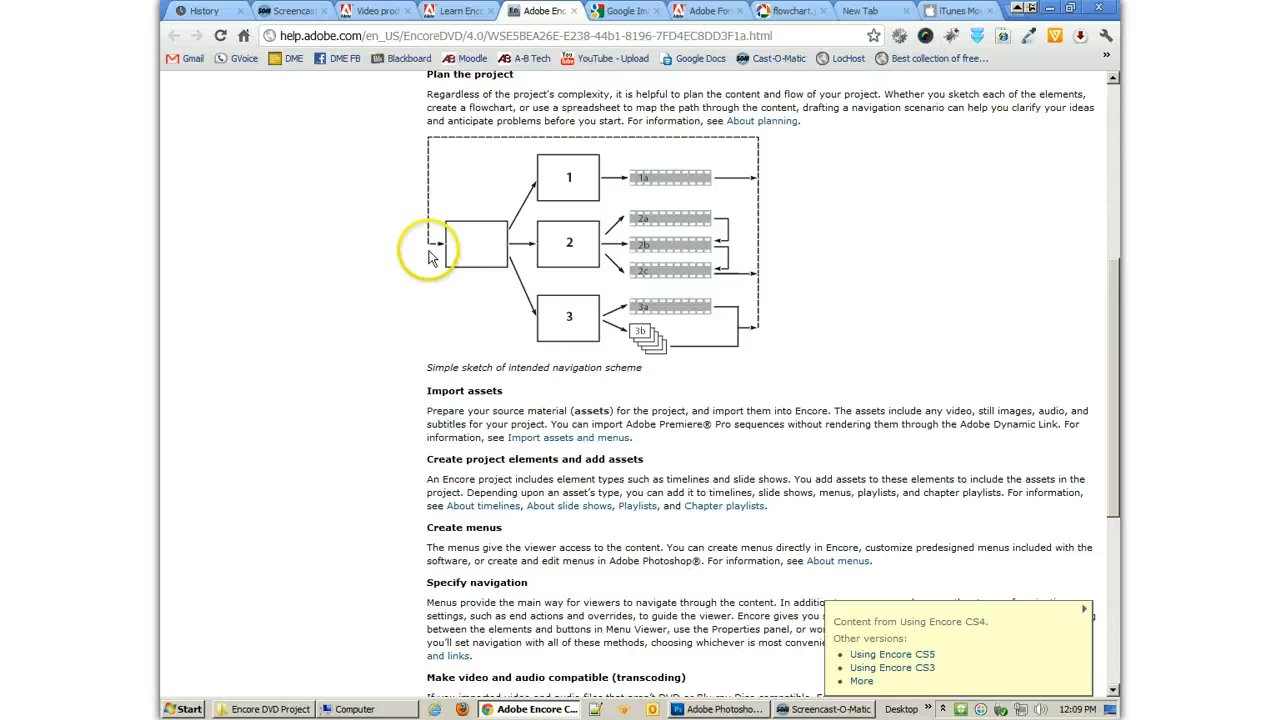 History
Screencast
Video prod
Learn Enc
Adobe Enc
Google Im
Adobe For
flowchart.j
New Tab
iTunes Mo
help.adobe.com/en_US/EncoreDVD/4.0/WSE5BEA26E-E238-44b1-8196-7FD4EC8DD3F1a.html
Gmail
GVoice
DME
DME FB
Blackboard
Moodle
A-B Tech
YouTube - Upload
Google Docs
Cast-O-Matic
LocHost
Best collection of free...
Plan the project
Regardless of the project's complexity, it is helpful to plan the content and flow of your project. Whether you sketch each of the elements,
create a flowchart, or use a spreadsheet to map the path through the content, drafting a navigation scenario can help you clarify your ideas
and anticipate problems before you start. For information, see About planning.
1
1a
2
2a
2b
2c
3
3a
3b
Simple sketch of intended navigation scheme
Import assets
Prepare your source material (assets) for the project, and import them into Encore. The assets include any video, still images, audio, and
subtitles for your project. You can import Adobe Premiere® Pro sequences without rendering them through the Adobe Dynamic Link. For
information, see Import assets and menus.
Create project elements and add assets
An Encore project includes element types such as timelines and slide shows. You add assets to these elements to include the assets in the
project. Depending upon an asset's type, you can add it to timelines, slide shows, menus, playlists, and chapter playlists. For information,
see About timelines, About slide shows, Playlists, and Chapter playlists.
Create menus
The menus give the viewer access to the content. You can create menus directly in Encore, customize predesigned menus included with the
software, or create and edit menus in Adobe Photoshop®. For information, see About menus.
Specify navigation
Menus provide the main way for viewers to navigate through the content. In addition
settings, such as end actions and overrides, to guide the viewer. Encore gives you s
between the elements and buttons in Menu Viewer, use the Properties panel, or wo
you'll set navigation with all of these methods, choosing whichever is most convenie
and links.
Make video and audio compatible (transcoding)
Content from Using Encore CS4.
Other versions:
Using Encore CS5
Using Encore CS3
More
Start
Encore DVD Project
Computer
Adobe Encore C...
Adobe Photosho...
Screencast-O-Matic
Desktop
12:09 PM